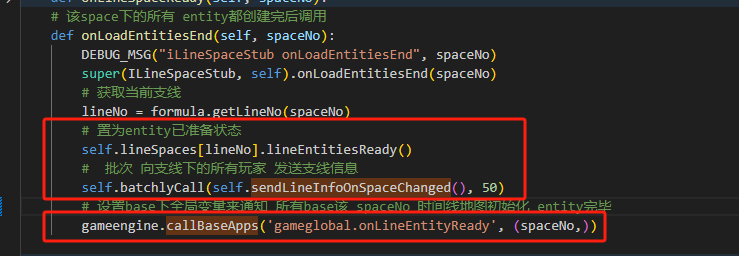 # 该space下的所有 entity都创建完后调用
def onLoadEntitiesEnd(self, spaceNo):
DEBUG_MSG("iLineSpaceStub onLoadEntitiesEnd", spaceNo)
super(ILineSpaceStub, self).onLoadEntitiesEnd(spaceNo)
# 获取当前支线
lineNo = formula.getLineNo(spaceNo)
# 置为entity已准备状态
self.lineSpaces[lineNo].lineEntitiesReady()
#  批次 向支线下的所有玩家 发送支线信息
self.batchlyCall(self.sendLineInfoOnSpaceChanged(), 50)
# 设置base下全局变量来通知 所有base该 spaceNo 时间线地图初始化 entity完毕
gameengine.callBaseApps('gameglobal.onLineEntityReady', (spaceNo,))